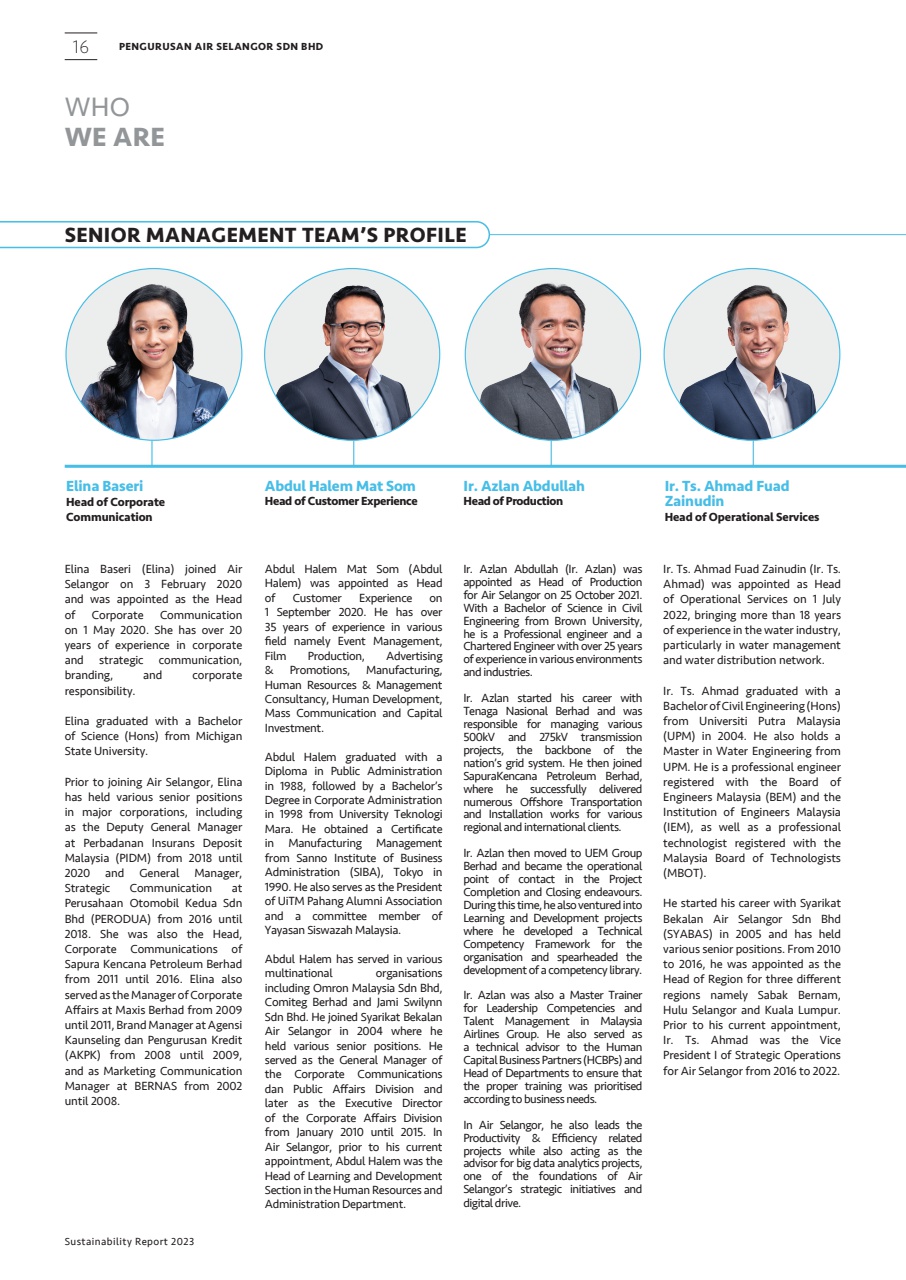 16
PENGURUSAN AIR SELANGOR SDN BHD
WHO
WE ARE
SENIOR MANAGEMENT TEAM’S PROFILE
Elina Baseri
Head of Corporate
Communication
Elina Baseri (Elina) joined Air
Selangor on 3 February 2020
and was appointed as the Head
of Corporate Communication
on 1 May 2020. She has over 20
years of experience in corporate
and strategic communication,
branding, and corporate
responsibility.
Elina graduated with a Bachelor
of Science (Hons) from Michigan
State University.
Prior to joining Air Selangor, Elina
has held various senior positions
in major corporations, including
as the Deputy General Manager
at Perbadanan Insurans Deposit
Malaysia (PIDM) from 2018 until
2020 and General Manager,
Strategic Communication at
Perusahaan Otomobil Kedua Sdn
Bhd (PERODUA) from 2016 until
2018. She was also the Head,
Corporate Communications of
Sapura Kencana Petroleum Berhad
from 2011 until 2016. Elina also
served as the Manager of Corporate
Affairs at Maxis Berhad from 2009
until 2011, Brand Manager at Agensi
Kaunseling dan Pengurusan Kredit
(AKPK) from 2008 until 2009,
and as Marketing Communication
Manager at BERNAS from 2002
until 2008.
Abdul Halem Mat Som
Head of Customer Experience
Abdul Halem Mat Som (Abdul
Halem) was appointed as Head
of Customer Experience on
1 September 2020. He has over
35 years of experience in various
field namely Event Management,
Film Production, Advertising
& Promotions, Manufacturing,
Human Resources & Management
Consultancy, Human Development,
Mass Communication and Capital
Investment.
Abdul Halem graduated with a
Diploma in Public Administration
in 1988, followed by a Bachelor’s
Degree in Corporate Administration
in 1998 from University Teknologi
Mara. He obtained a Certificate
in Manufacturing Management
from Sanno Institute of Business
Administration (SIBA), Tokyo in
1990. He also serves as the President
of UiTM Pahang Alumni Association
and a committee member of
Yayasan Siswazah Malaysia.
Abdul Halem has served in various
multinational organisations
including Omron Malaysia Sdn Bhd,
Comiteg Berhad and Jami Swilynn
Sdn Bhd. He joined Syarikat Bekalan
Air Selangor in 2004 where he
held various senior positions. He
served as the General Manager of
the Corporate Communications
dan Public Affairs Division and
later as the Executive Director
of the Corporate Affairs Division
from January 2010 until 2015. In
Air Selangor, prior to his current
appointment, Abdul Halem was the
Head of Learning and Development
Section in the Human Resources and
Administration Department.
Ir. Azlan Abdullah
Head of Production
Ir. Azlan Abdullah (Ir. Azlan) was
appointed as Head of Production
for Air Selangor on 25 October 2021.
With a Bachelor of Science in Civil
Engineering from Brown University,
he is a Professional engineer and a
Chartered Engineer with over 25 years
of experience in various environments
and industries.
Ir. Azlan started his career with
Tenaga Nasional Berhad and was
responsible for managing various
500kV and 275kV transmission
projects, the backbone of the
nation’s grid system. He then joined
SapuraKencana Petroleum Berhad,
where he successfully delivered
numerous Offshore Transportation
and Installation works for various
regional and international clients.
Ir. Azlan then moved to UEM Group
Berhad and became the operational
point of contact in the Project
Completion and Closing endeavours.
During this time, he also ventured into
Learning and Development projects
where he developed a Technical
Competency Framework for the
organisation and spearheaded the
development of a competency library.
Ir. Azlan was also a Master Trainer
for Leadership Competencies and
Talent Management in Malaysia
Airlines Group. He also served as
a technical advisor to the Human
Capital Business Partners (HCBPs) and
Head of Departments to ensure that
the proper training was prioritised
according to business needs.
In Air Selangor, he also leads the
Productivity & Efficiency related
projects while also acting as the
advisor for big data analytics projects,
one of the foundations of Air
Selangor’s strategic initiatives and
digital drive.
Ir. Ts. Ahmad Fuad
Zainudin
Head of Operational Services
Ir. Ts. Ahmad Fuad Zainudin (Ir. Ts.
Ahmad) was appointed as Head
of Operational Services on 1 July
2022, bringing more than 18 years
of experience in the water industry,
particularly in water management
and water distribution network.
Ir. Ts. Ahmad graduated with a
Bachelor of Civil Engineering (Hons)
from Universiti Putra Malaysia
(UPM) in 2004. He also holds a
Master in Water Engineering from
UPM. He is a professional engineer
registered with the Board of
Engineers Malaysia (BEM) and the
Institution of Engineers Malaysia
(IEM), as well as a professional
technologist registered with the
Malaysia Board of Technologists
(MBOT).
He started his career with Syarikat
Bekalan Air Selangor Sdn Bhd
(SYABAS) in 2005 and has held
various senior positions. From 2010
to 2016, he was appointed as the
Head of Region for three different
regions namely Sabak Bernam,
Hulu Selangor and Kuala Lumpur.
Prior to his current appointment,
Ir. Ts. Ahmad was the Vice
President I of Strategic Operations
for Air Selangor from 2016 to 2022.
Sustainability Report 2023